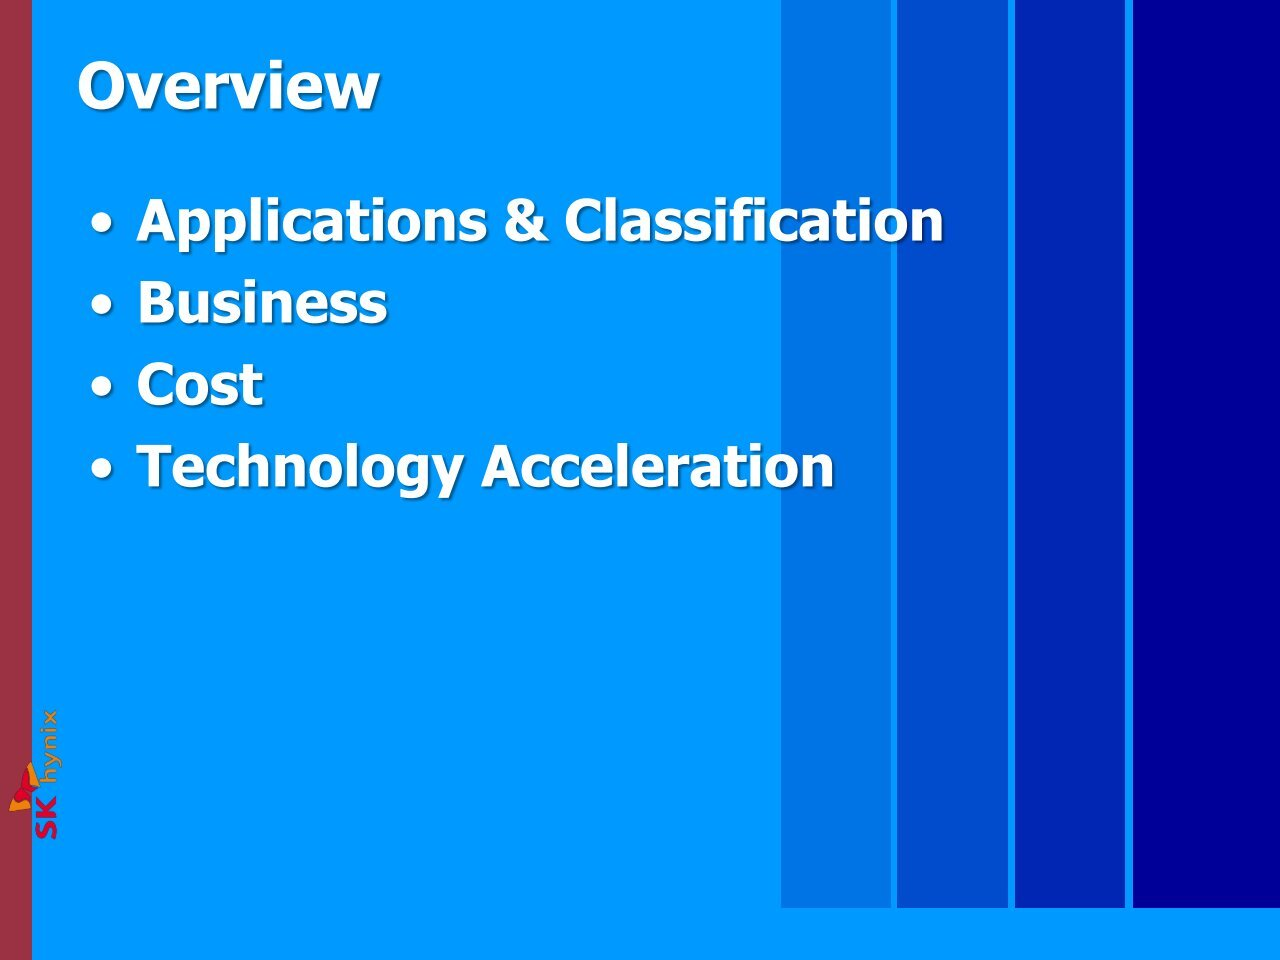 Overview
• Applications & Classification
• Business
• Cost
• Technology Acceleration
SK hynix